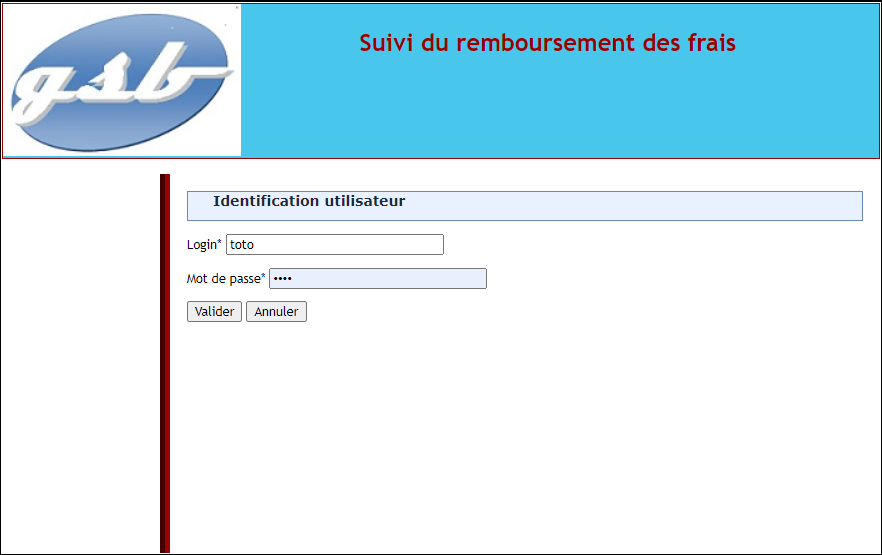 gsb
Suivi du remboursement des frais
Identification utilisateur
Login* toto
Mot de passe* ••••
Valider Annuler